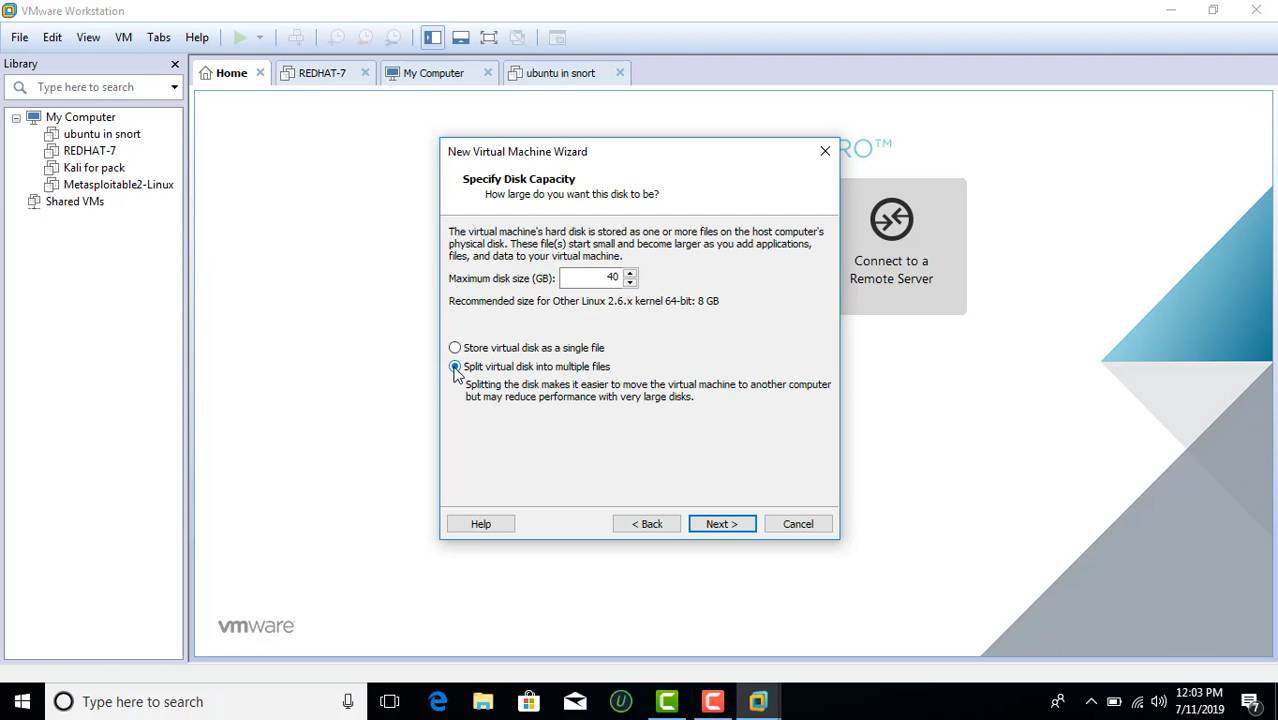 VMware Workstation
File Edit View VM Tabs Help
Library
Type here to search
My Computer
ubuntu in snort
REDHAT-7
Kali for pack
Metasploitable2-Linux
Shared VMs
Home REDHAT-7 My Computer ubuntu in snort
RO™
Connect to a
Remote Server
New Virtual Machine Wizard
Specify Disk Capacity
How large do you want this disk to be?
The virtual machine's hard disk is stored as one or more files on the host computer's
physical disk. These file(s) start small and become larger as you add applications,
files, and data to your virtual machine.
Maximum disk size (GB): 40
Recommended size for Other Linux 2.6.x kernel 64-bit: 8 GB
Store virtual disk as a single file
Split virtual disk into multiple files
Splitting the disk makes it easier to move the virtual machine to another computer
but may reduce performance with very large disks.
Help < Back Next > Cancel
vmware
Type here to search
12:03 PM
7/11/2019
7